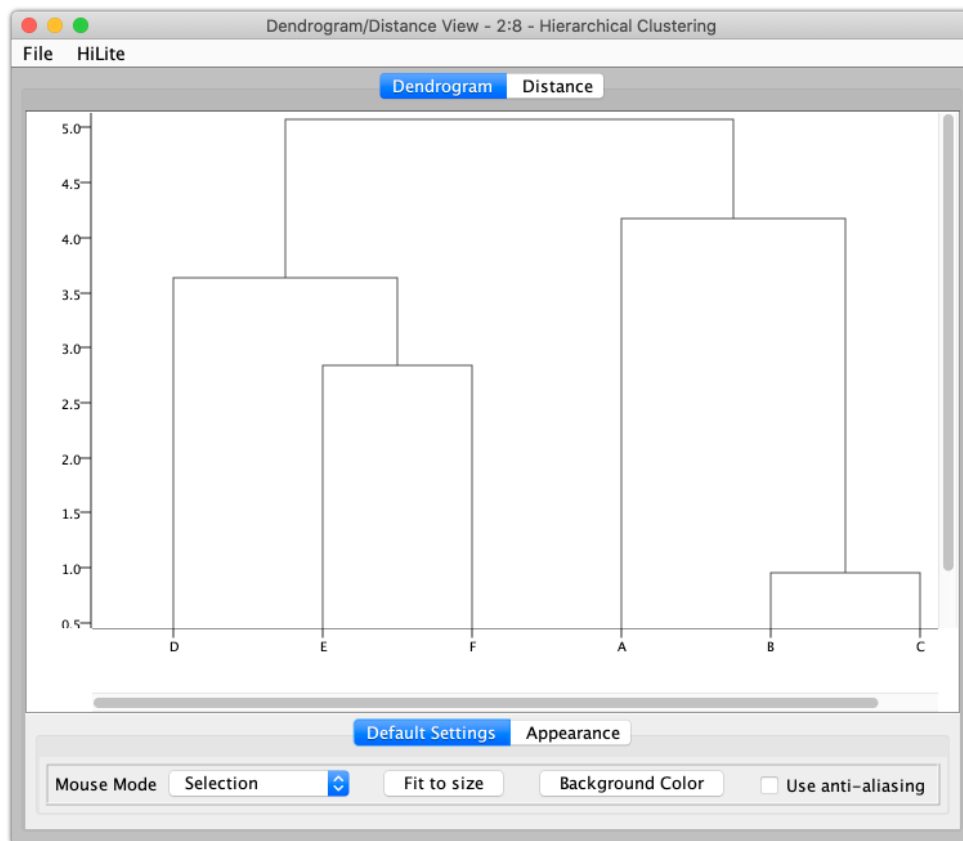 Dendrogram/Distance View - 2:8 - Hierarchical Clustering
File HiLite
Dendrogram Distance
5.0
4.5
4.0
3.5
3.0
2.5
2.0
1.5
1.0
0.5
D E F A B C
Default Settings Appearance
Mouse Mode Selection Fit to size Background Color Use anti-aliasing